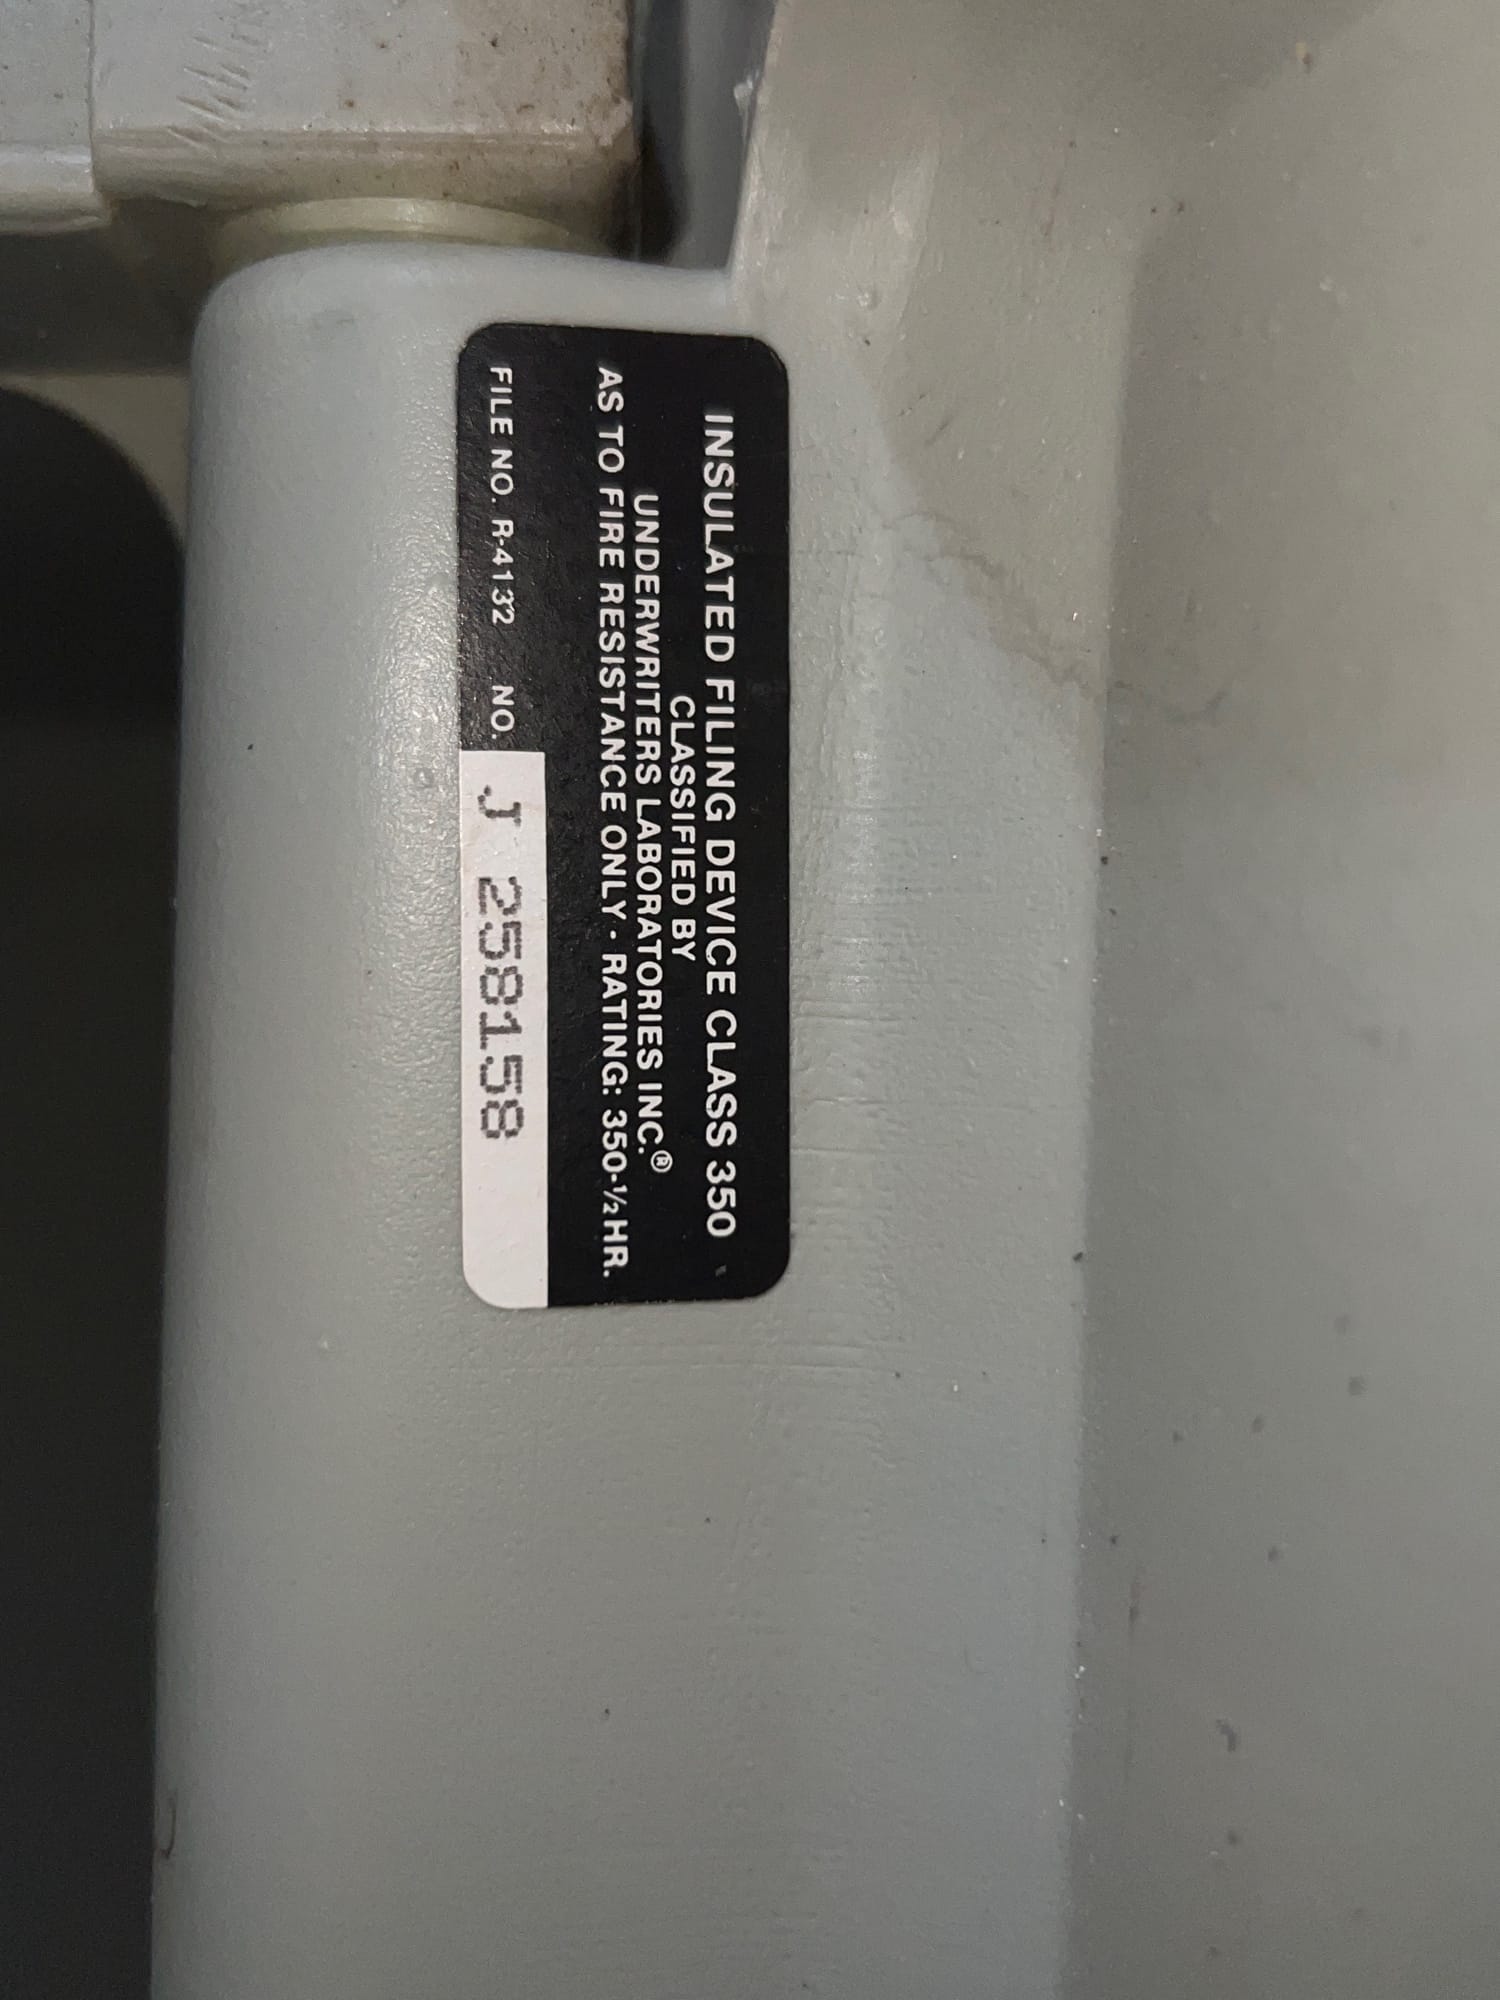 INSULATED FILING DEVICE CLASS 350
CLASSIFIED BY
UNDERWRITERS LABORATORIES INC.®
AS TO FIRE RESISTANCE ONLY · RATING: 350-½ HR.
FILE NO. R-4132 NO. J 258158